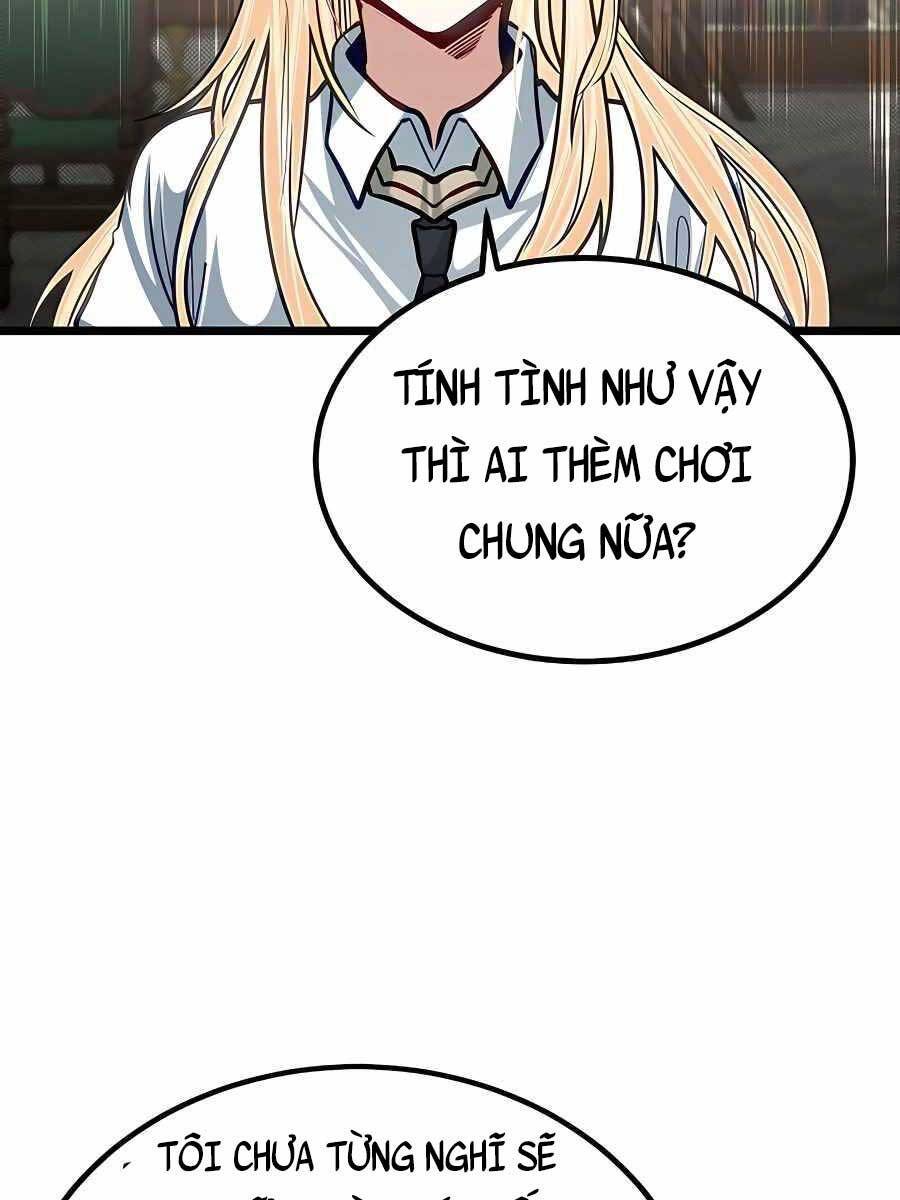 TÍNH TÌNH NHƯ VẬY
THÌ AI THÈM CHƠI
CHUNG NỮA?
TÔI CHƯA TỪNG NGHĨ SẼ